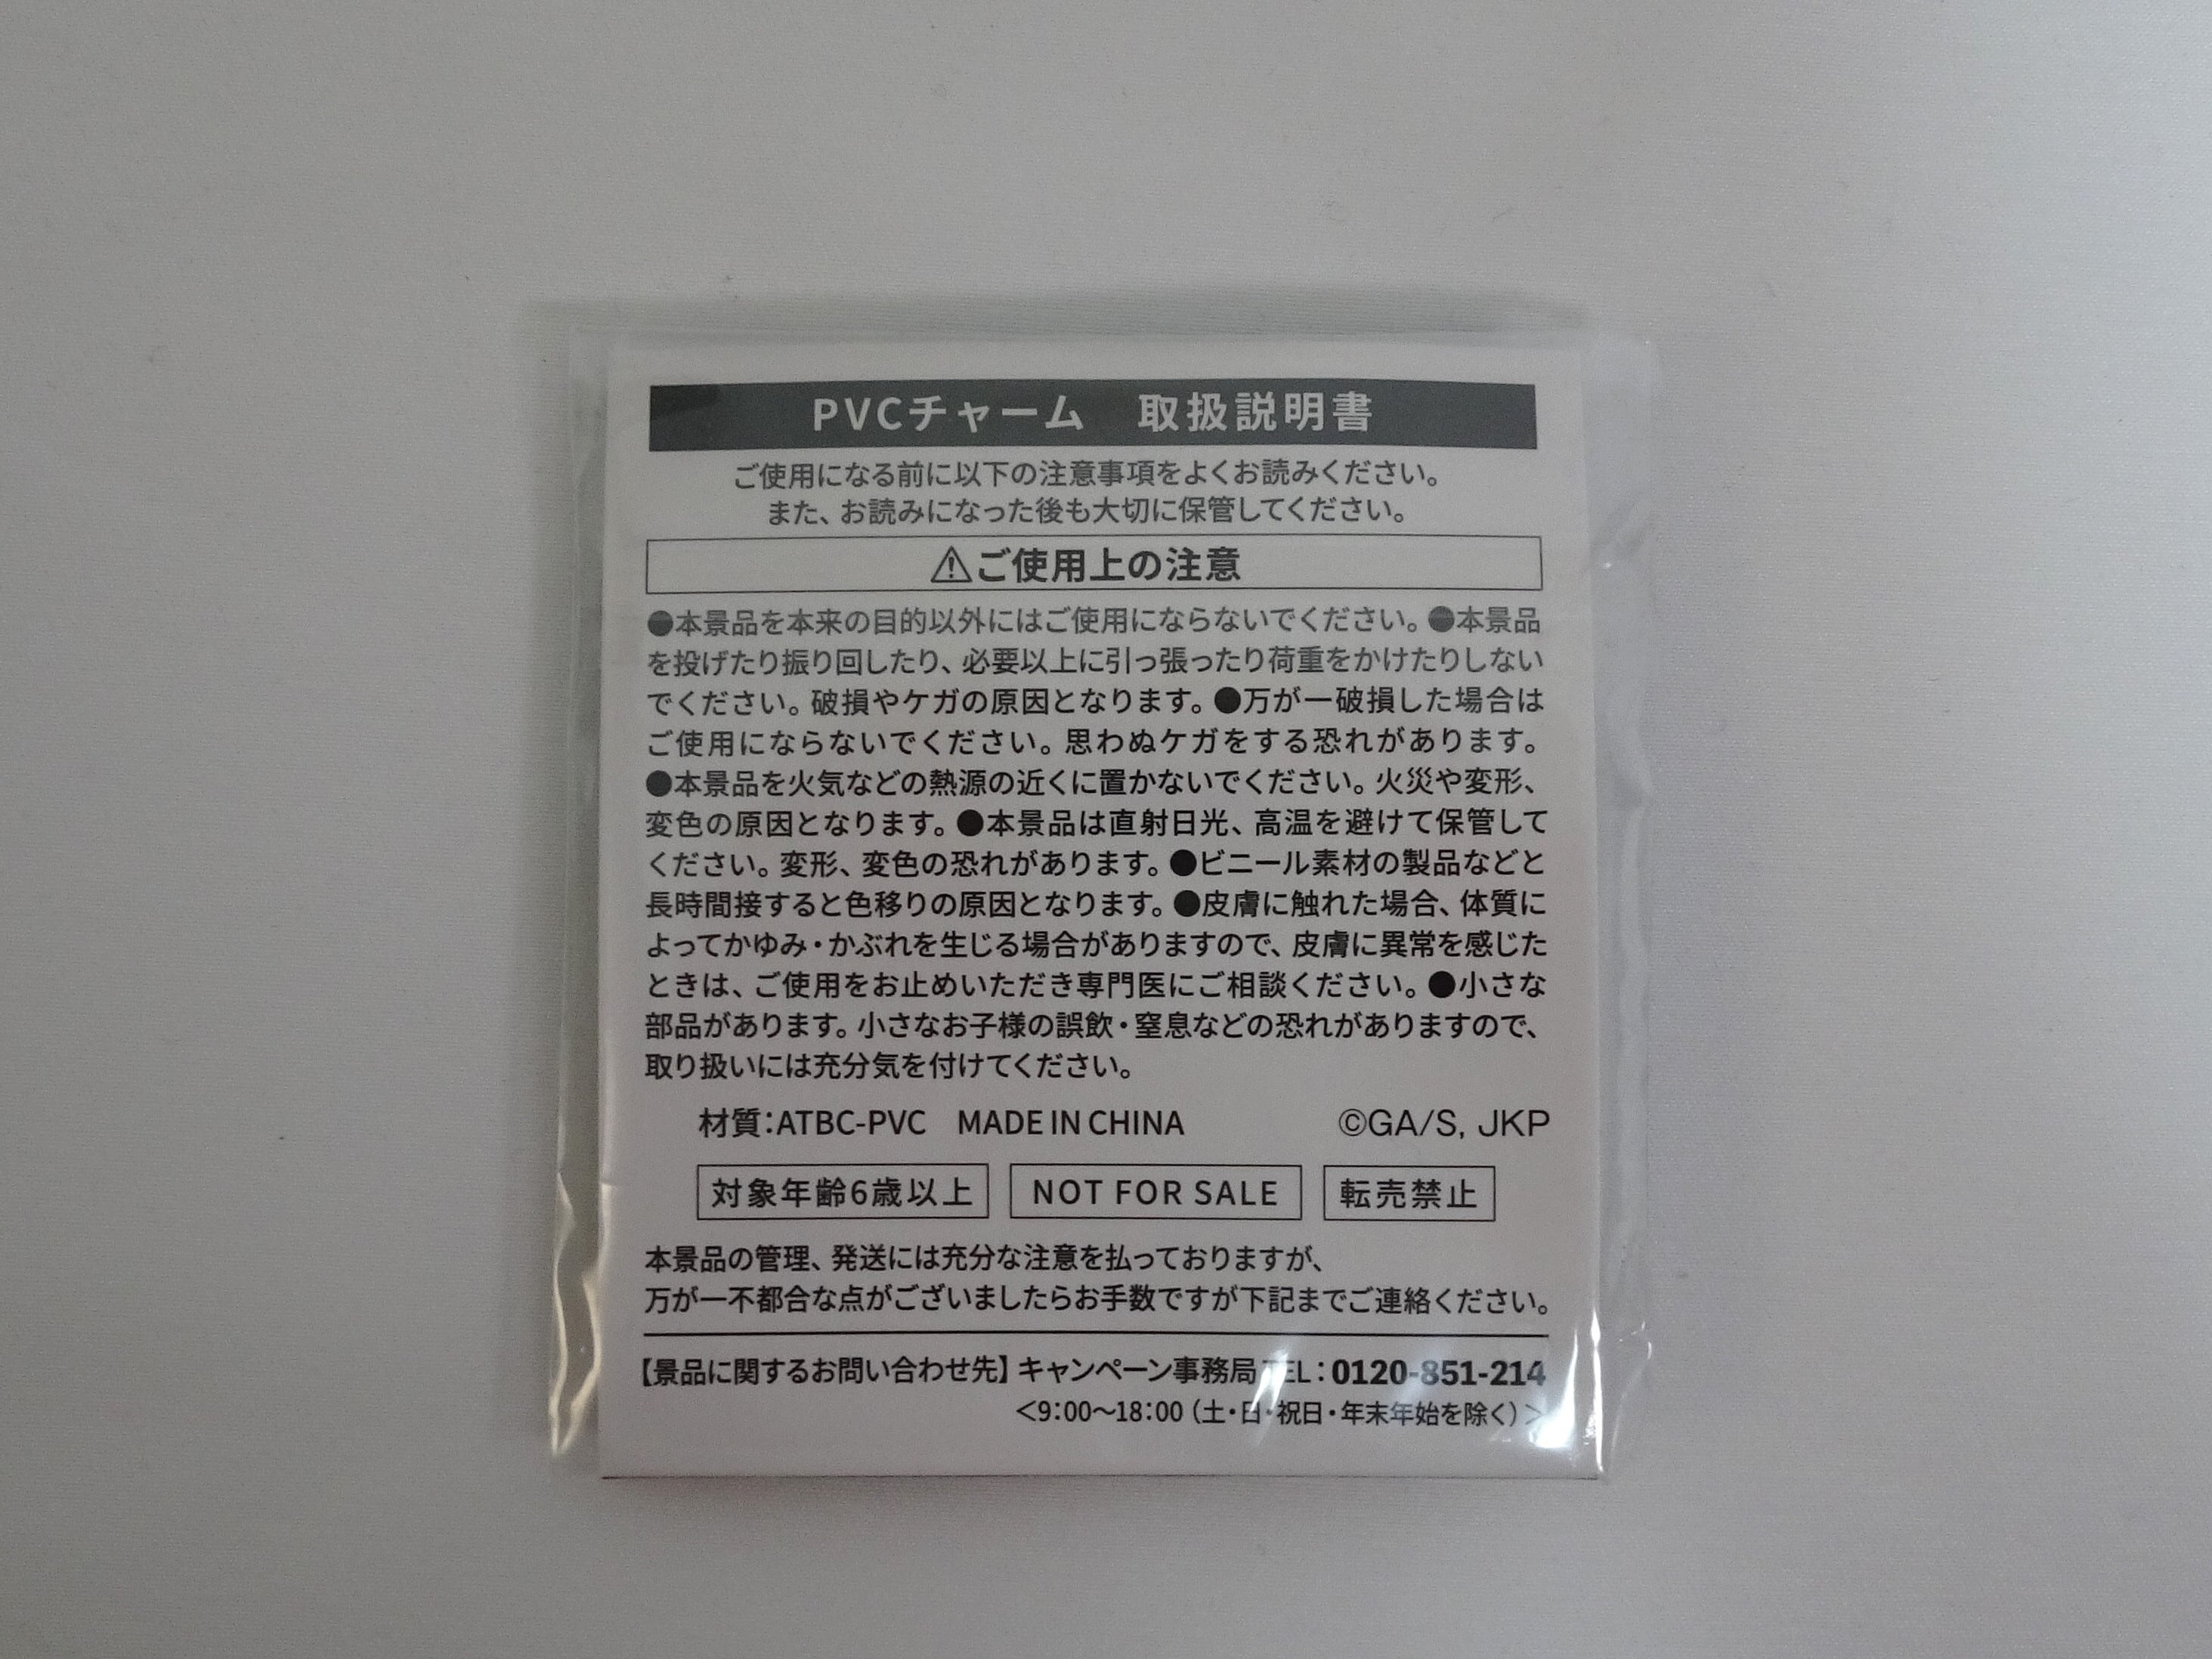 PVCチャーム　取扱説明書
ご使用になる前に以下の注意事項をよくお読みください。
また、お読みになった後も大切に保管してください。
⚠ご使用上の注意
●本景品を本来の目的以外にはご使用にならないでください。●本景品
を投げたり振り回したり、必要以上に引っ張ったり荷重をかけたりしない
でください。破損やケガの原因となります。●万が一破損した場合は
ご使用にならないでください。思わぬケガをする恐れがあります。
●本景品を火気などの熱源の近くに置かないでください。火災や変形、
変色の原因となります。●本景品は直射日光、高温を避けて保管して
ください。変形、変色の恐れがあります。●ビニール素材の製品などと
長時間接すると色移りの原因となります。●皮膚に触れた場合、体質に
よってかゆみ・かぶれを生じる場合がありますので、皮膚に異常を感じた
ときは、ご使用をお止めいただき専門医にご相談ください。●小さな
部品があります。小さなお子様の誤飲・窒息などの恐れがありますので、
取り扱いには充分気を付けてください。
材質：ATBC-PVC　MADE IN CHINA　©GA/S, JKP
対象年齢6歳以上　NOT FOR SALE　転売禁止
本景品の管理、発送には充分な注意を払っておりますが、
万が一不都合な点がございましたらお手数ですが下記までご連絡ください。
【景品に関するお問い合わせ先】キャンペーン事務局 TEL：0120-851-214
＜9：00〜18：00（土・日・祝日・年末年始を除く）＞